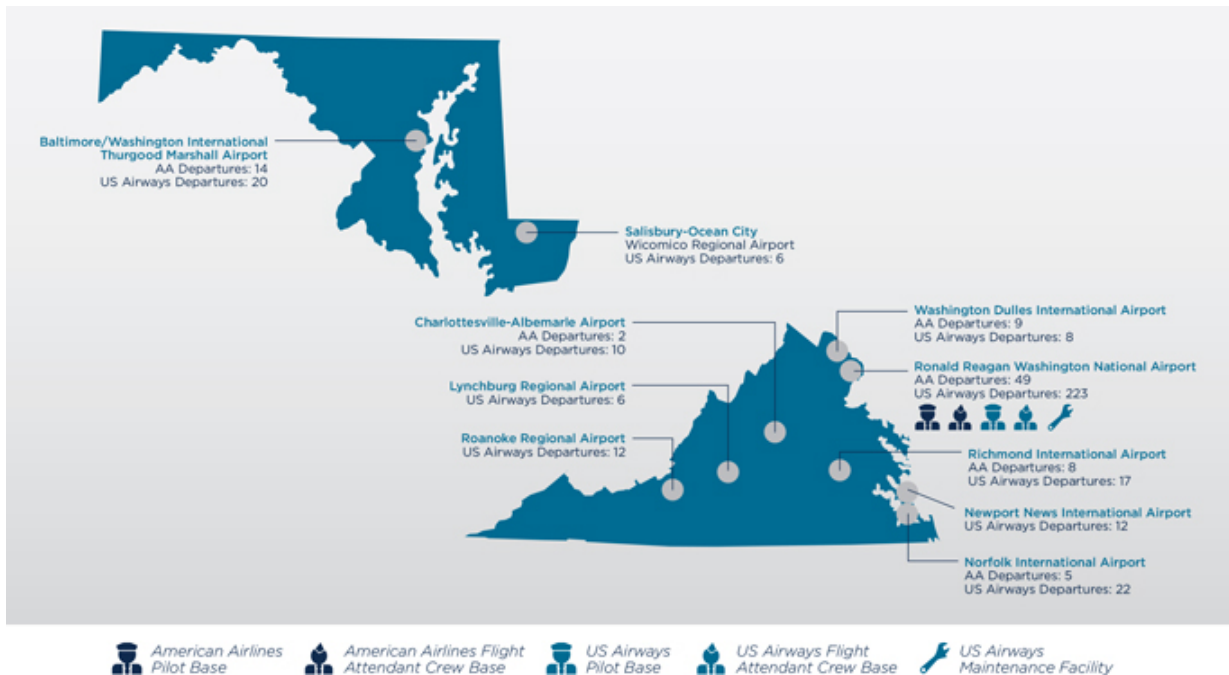 Baltimore/Washington International
Thurgood Marshall Airport
AA Departures: 14
US Airways Departures: 20
Salisbury-Ocean City
Wicomico Regional Airport
US Airways Departures: 6
Charlottesville-Albemarle Airport
AA Departures: 2
US Airways Departures: 10
Lynchburg Regional Airport
US Airways Departures: 6
Roanoke Regional Airport
US Airways Departures: 12
Washington Dulles International Airport
AA Departures: 9
US Airways Departures: 8
Ronald Reagan Washington National Airport
AA Departures: 49
US Airways Departures: 223
Richmond International Airport
AA Departures: 8
US Airways Departures: 17
Newport News International Airport
US Airways Departures: 12
Norfolk International Airport
AA Departures: 5
US Airways Departures: 22
American Airlines
Pilot Base
American Airlines Flight
Attendant Crew Base
US Airways
Pilot Base
US Airways Flight
Attendant Crew Base
US Airways
Maintenance Facility